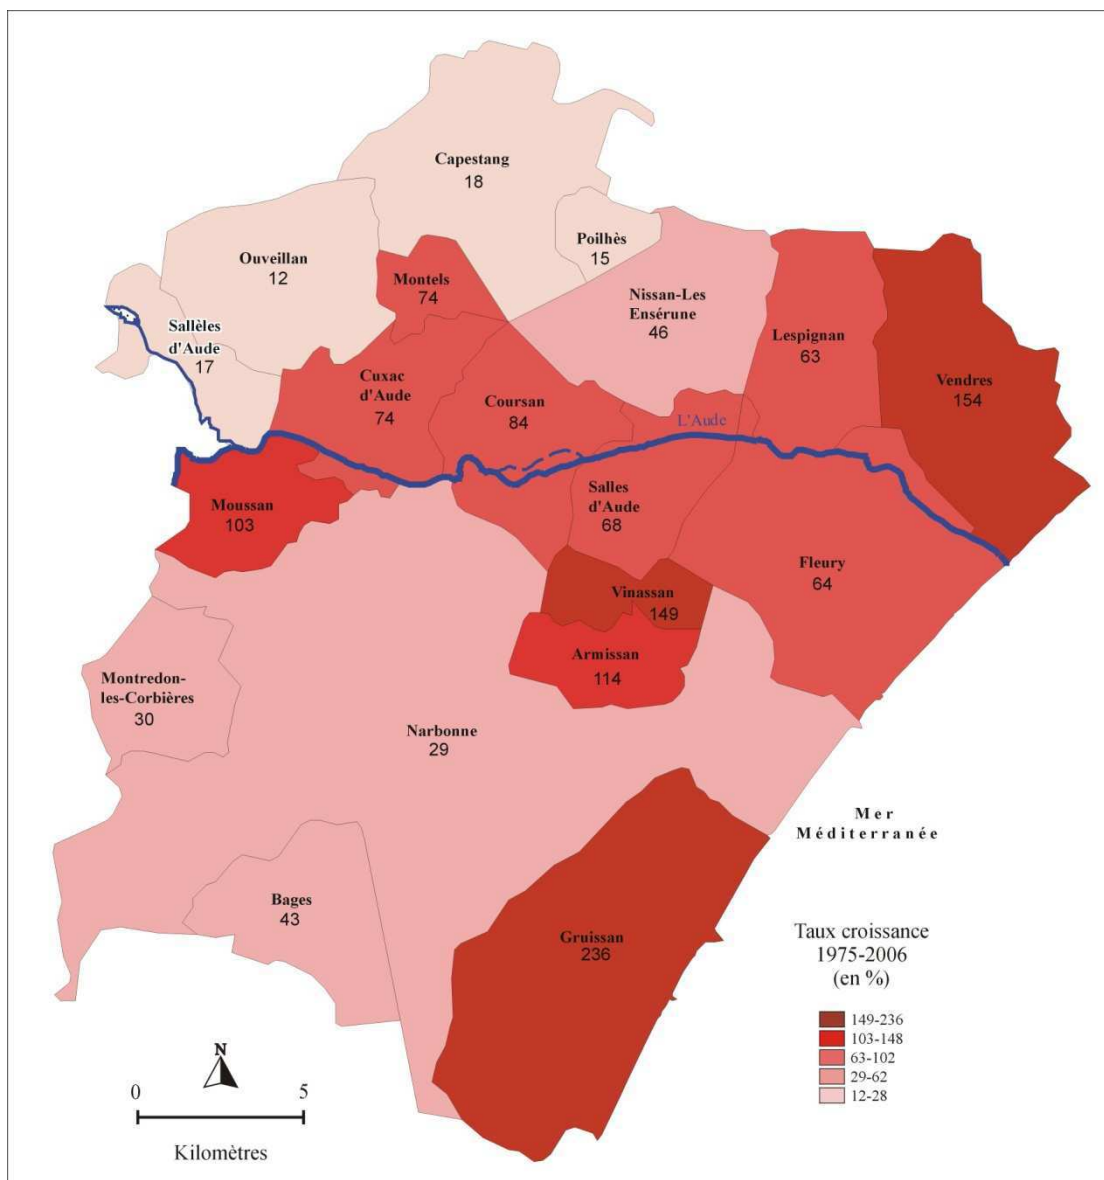 Capestang
18
Poilhès
15
Ouveillan
12
Montels
74
Nissan-Les
Ensérune
46
Sallèles
d'Aude
17
Lespignan
63
Cuxac
d'Aude
74
Coursan
84
Vendres
154
L'Aude
Salles
d'Aude
68
Moussan
103
Fleury
64
Vinassan
149
Armissan
114
Montredon-
les-Corbières
30
Narbonne
29
Mer
Méditerranée
Bages
43
Gruissan
236
Taux croissance
1975-2006
(en %)
149-236
103-148
63-102
29-62
12-28
N
0 5
Kilomètres